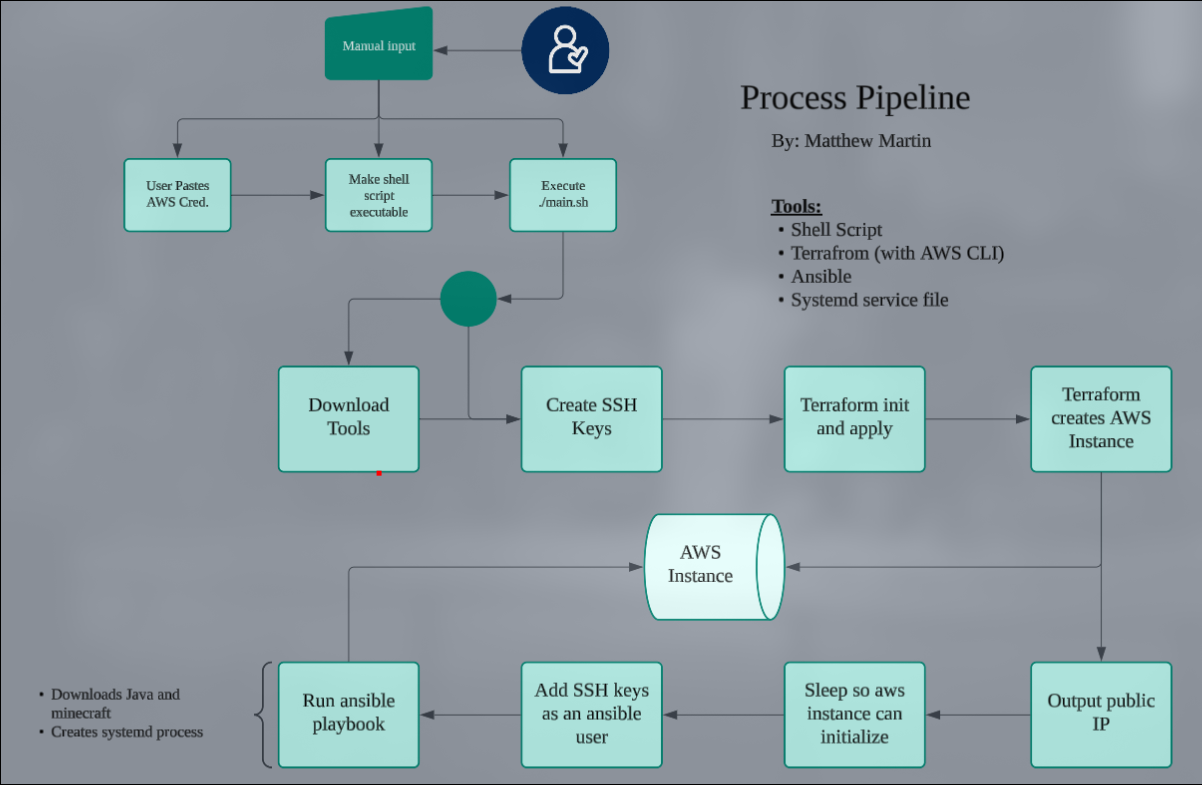 Manual input
Process Pipeline
By: Matthew Martin
User Pastes
AWS Cred.
Make shell
script
executable
Execute
./main.sh
Tools:
• Shell Script
• Terrafrom (with AWS CLI)
• Ansible
• Systemd service file
Download
Tools
Create SSH
Keys
Terraform init
and apply
Terraform
creates AWS
Instance
AWS
Instance
• Downloads Java and
minecraft
• Creates systemd process
Run ansible
playbook
Add SSH keys
as an ansible
user
Sleep so aws
instance can
initialize
Output public
IP